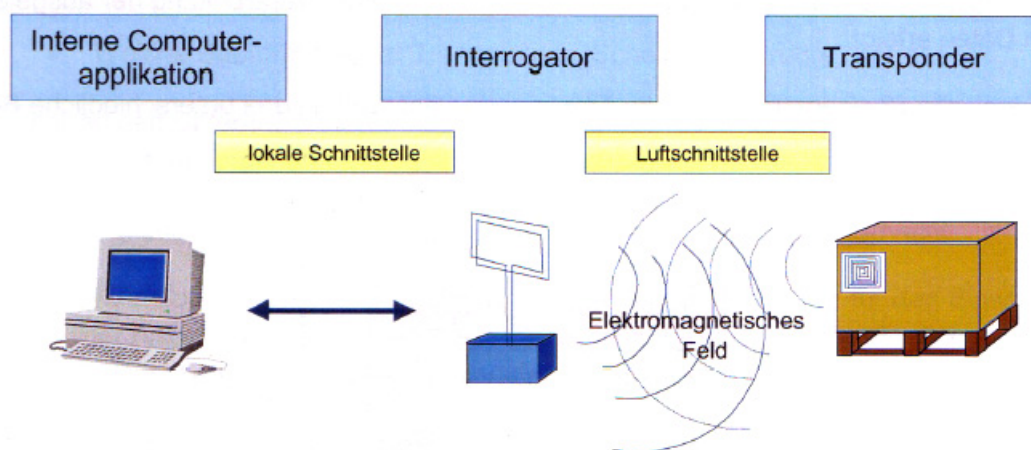 Interne Computer-
applikation
Interrogator
Transponder
lokale Schnittstelle
Luftschnittstelle
Elektromagnetisches
Feld